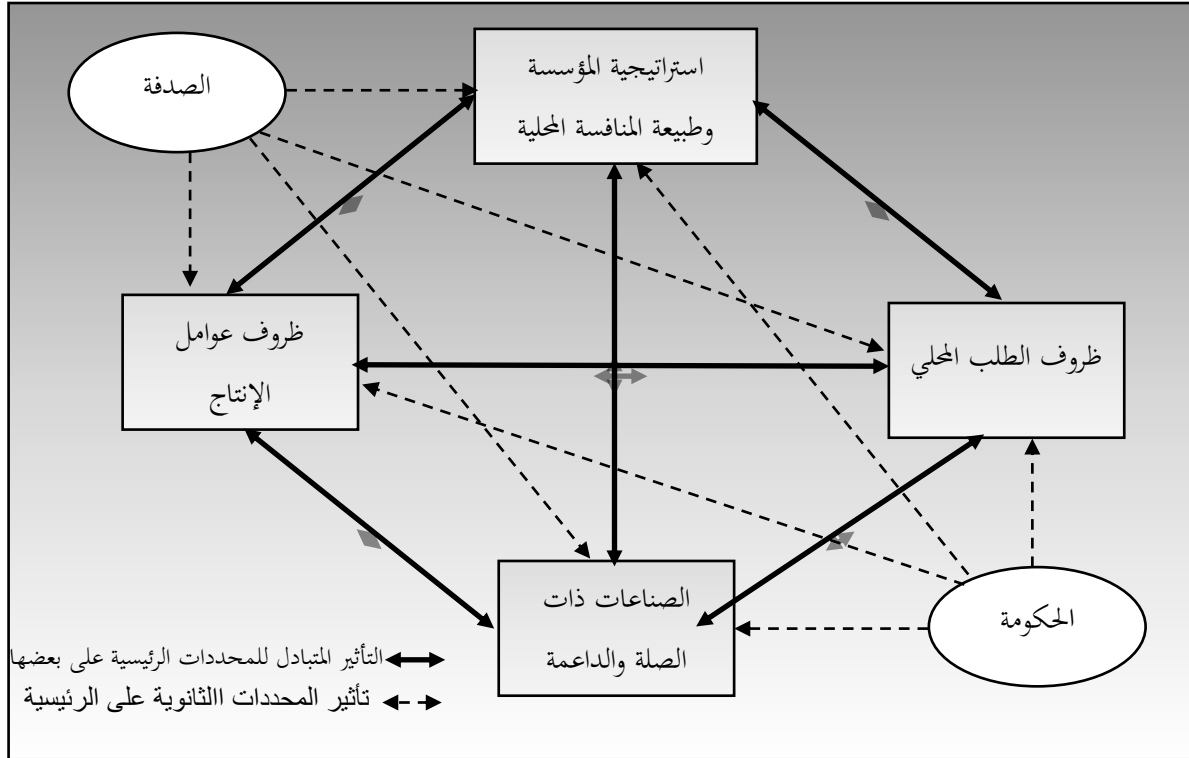 الصدفة
استراتيجية المؤسسة
وطبيعة المنافسة المحلية
ظروف عوامل
الإنتاج
ظروف الطلب المحلي
الصناعات ذات
الصلة والداعمة
الحكومة
التأثير المتبادل للمحددات الرئيسية على بعضها
تأثير المحددات االثانوية على الرئيسية